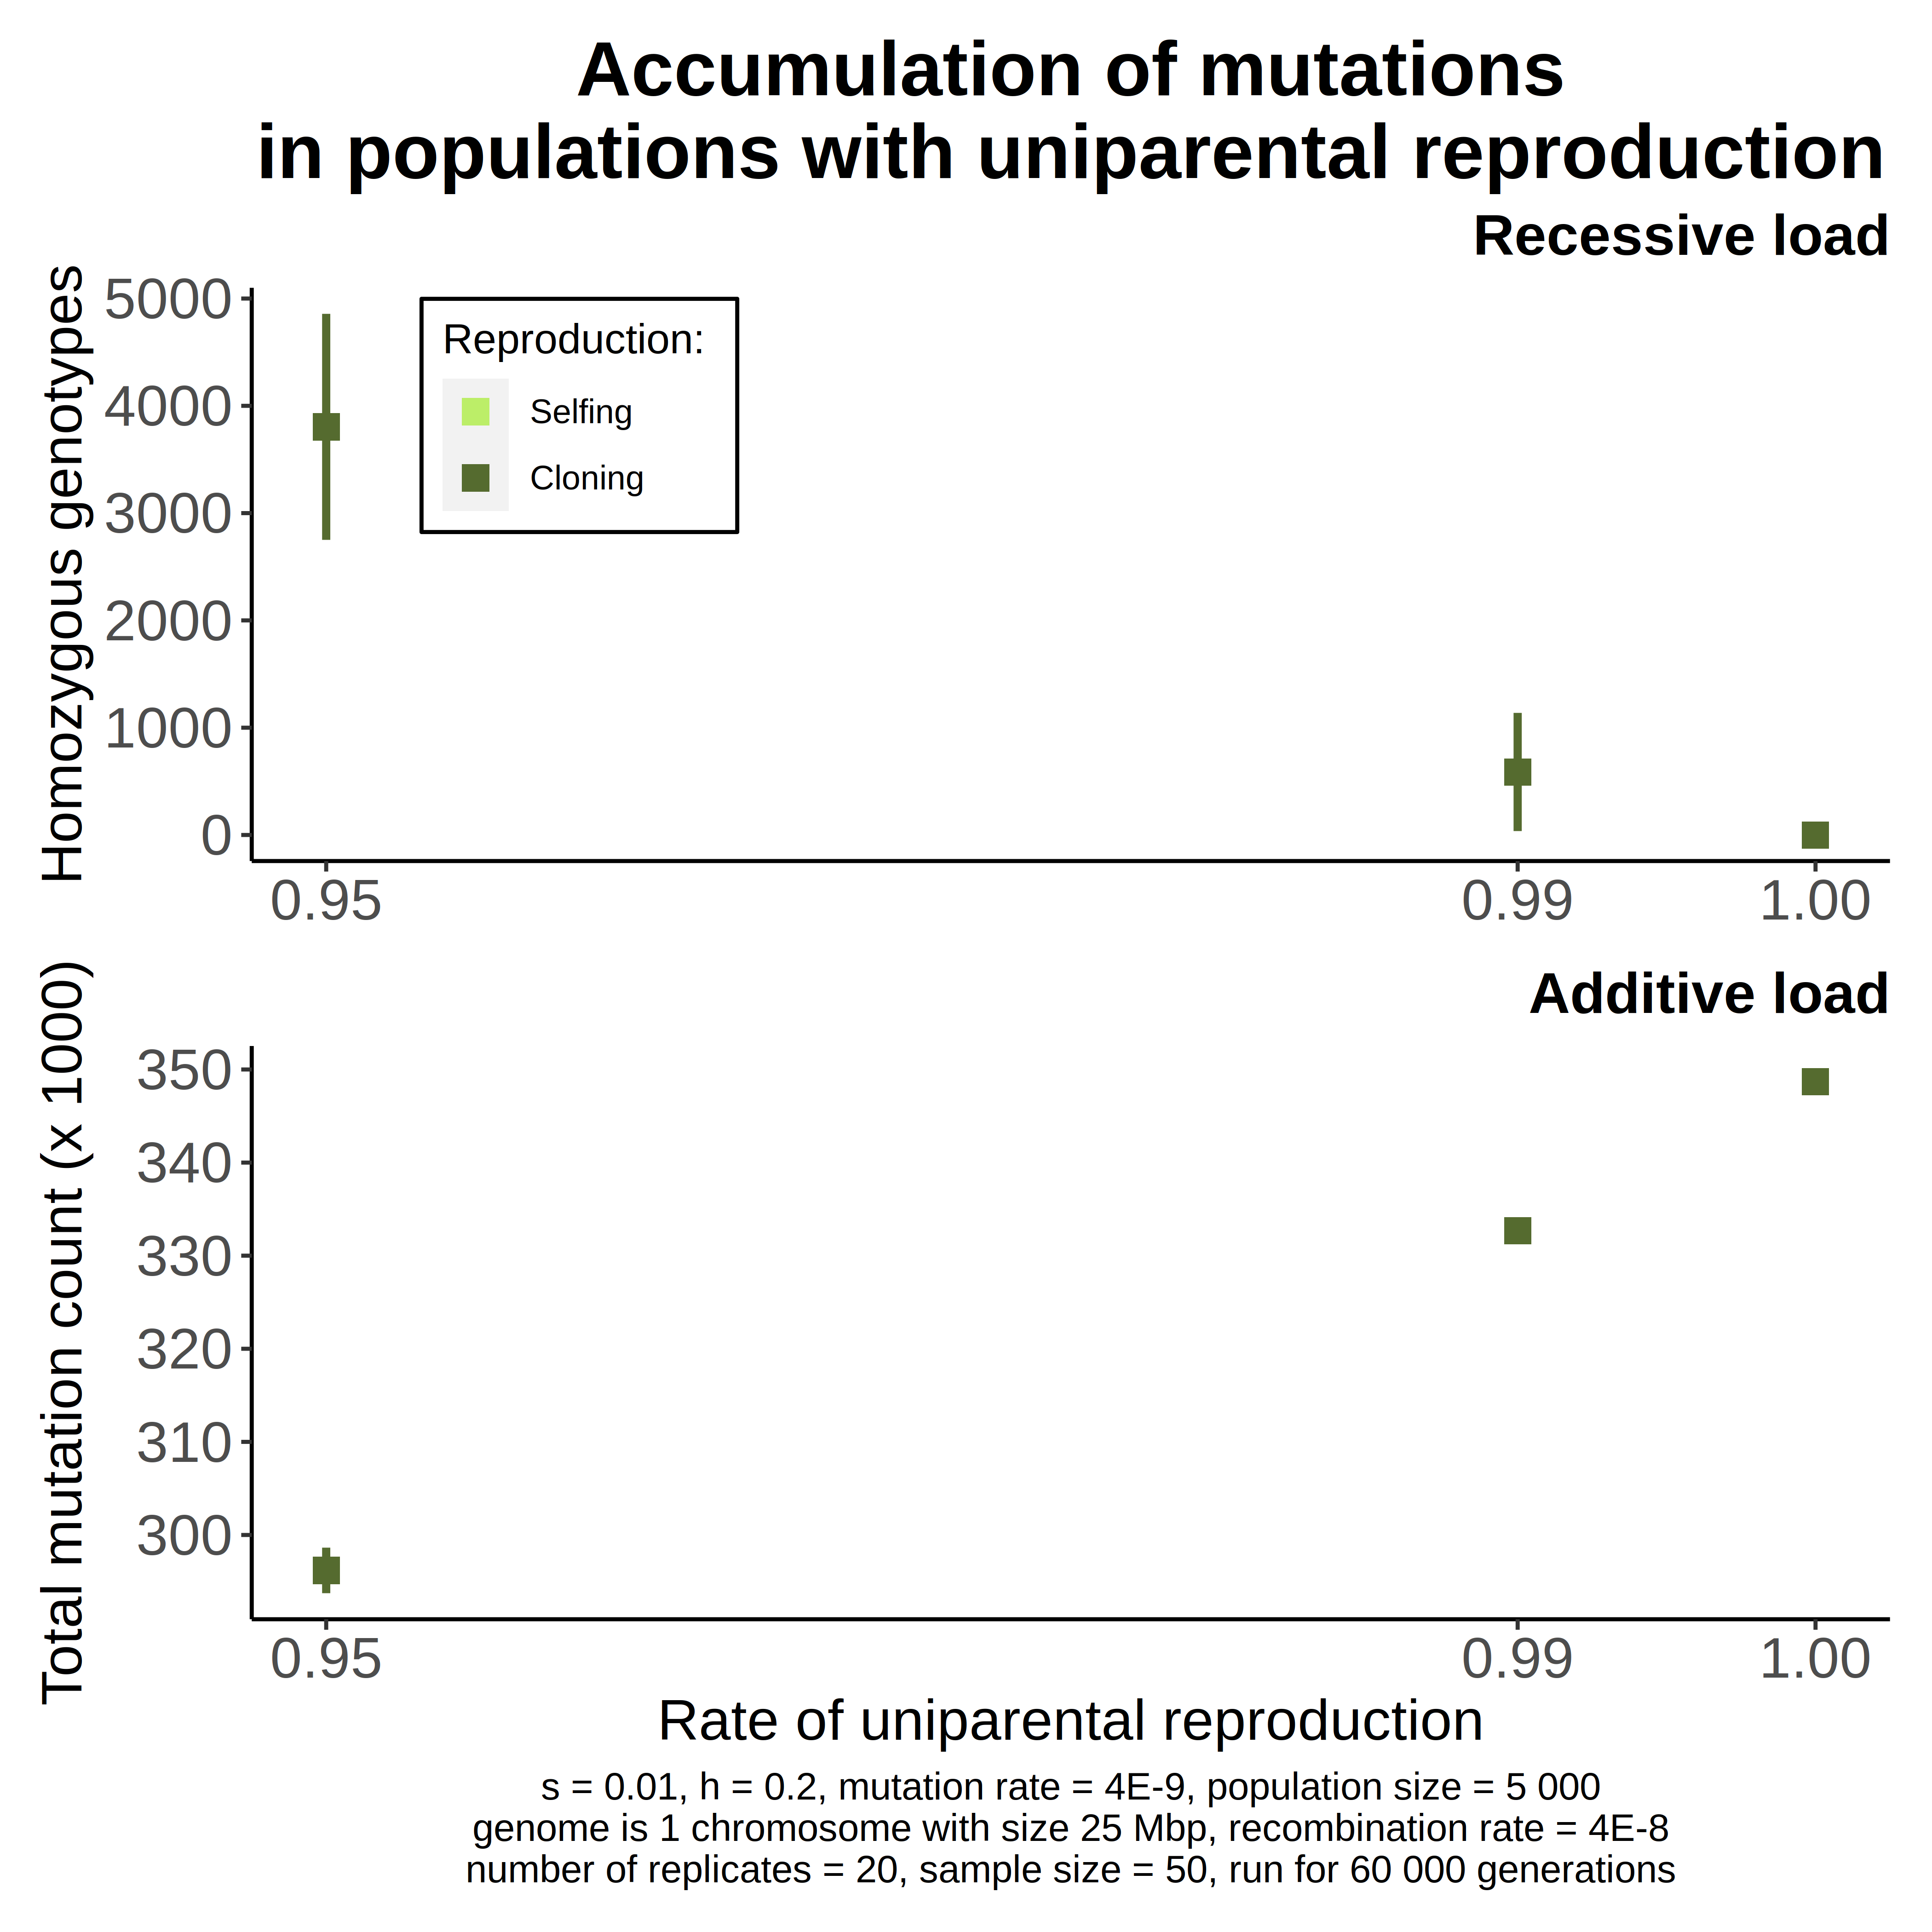 Accumulation of mutations
in populations with uniparental reproduction
Recessive load
Homozygous genotypes
5000
4000
3000
2000
1000
0
Reproduction:
Selfing
Cloning
0.95 0.99 1.00
Additive load
Total mutation count (x 1000)
350
340
330
320
310
300
0.95 0.99 1.00
Rate of uniparental reproduction
s = 0.01, h = 0.2, mutation rate = 4E-9, population size = 5 000
genome is 1 chromosome with size 25 Mbp, recombination rate = 4E-8
number of replicates = 20, sample size = 50, run for 60 000 generations